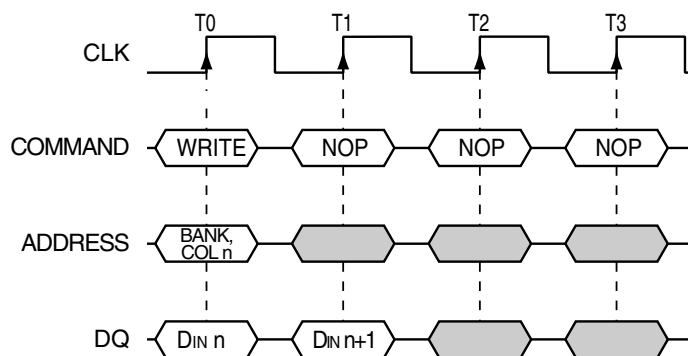 T0 T1 T2 T3
CLK
COMMAND WRITE NOP NOP NOP
ADDRESS BANK,
COL n
DQ DIN n DIN n+1